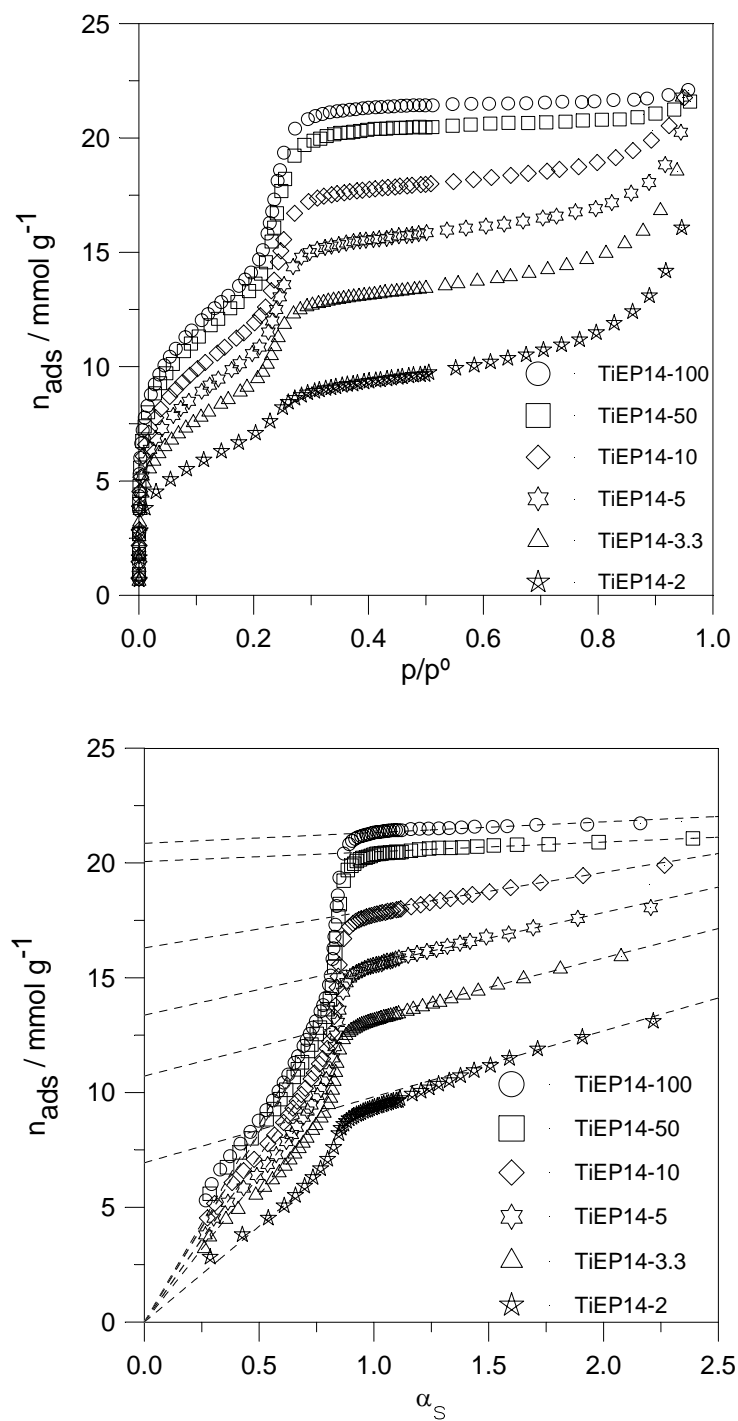 25
20
15
10
5
0
n_ads / mmol g^-1
TiEP14-100
TiEP14-50
TiEP14-10
TiEP14-5
TiEP14-3.3
TiEP14-2
0.0 0.2 0.4 0.6 0.8 1.0
p/pº
25
20
15
10
5
0
n_ads / mmol g^-1
TiEP14-100
TiEP14-50
TiEP14-10
TiEP14-5
TiEP14-3.3
TiEP14-2
0.0 0.5 1.0 1.5 2.0 2.5
α_S